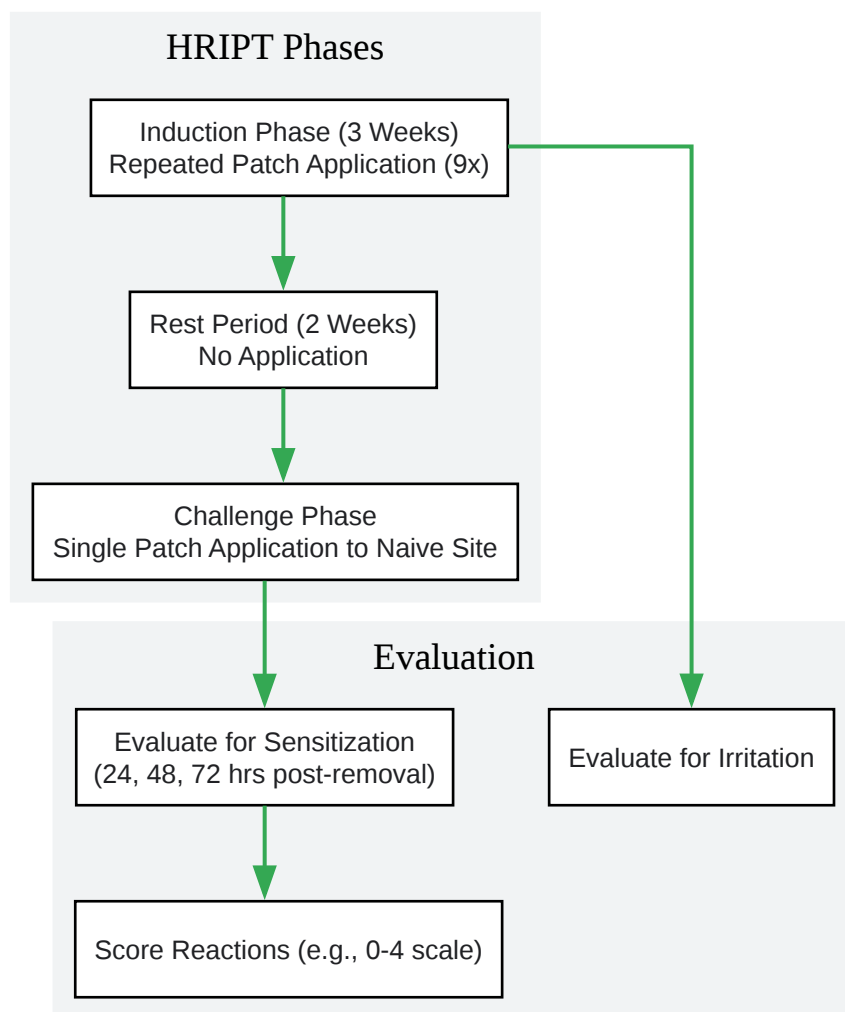 HRIPT Phases
Induction Phase (3 Weeks)
Repeated Patch Application (9x)
Rest Period (2 Weeks)
No Application
Challenge Phase
Single Patch Application to Naive Site
Evaluation
Evaluate for Sensitization
(24, 48, 72 hrs post-removal)
Evaluate for Irritation
Score Reactions (e.g., 0-4 scale)